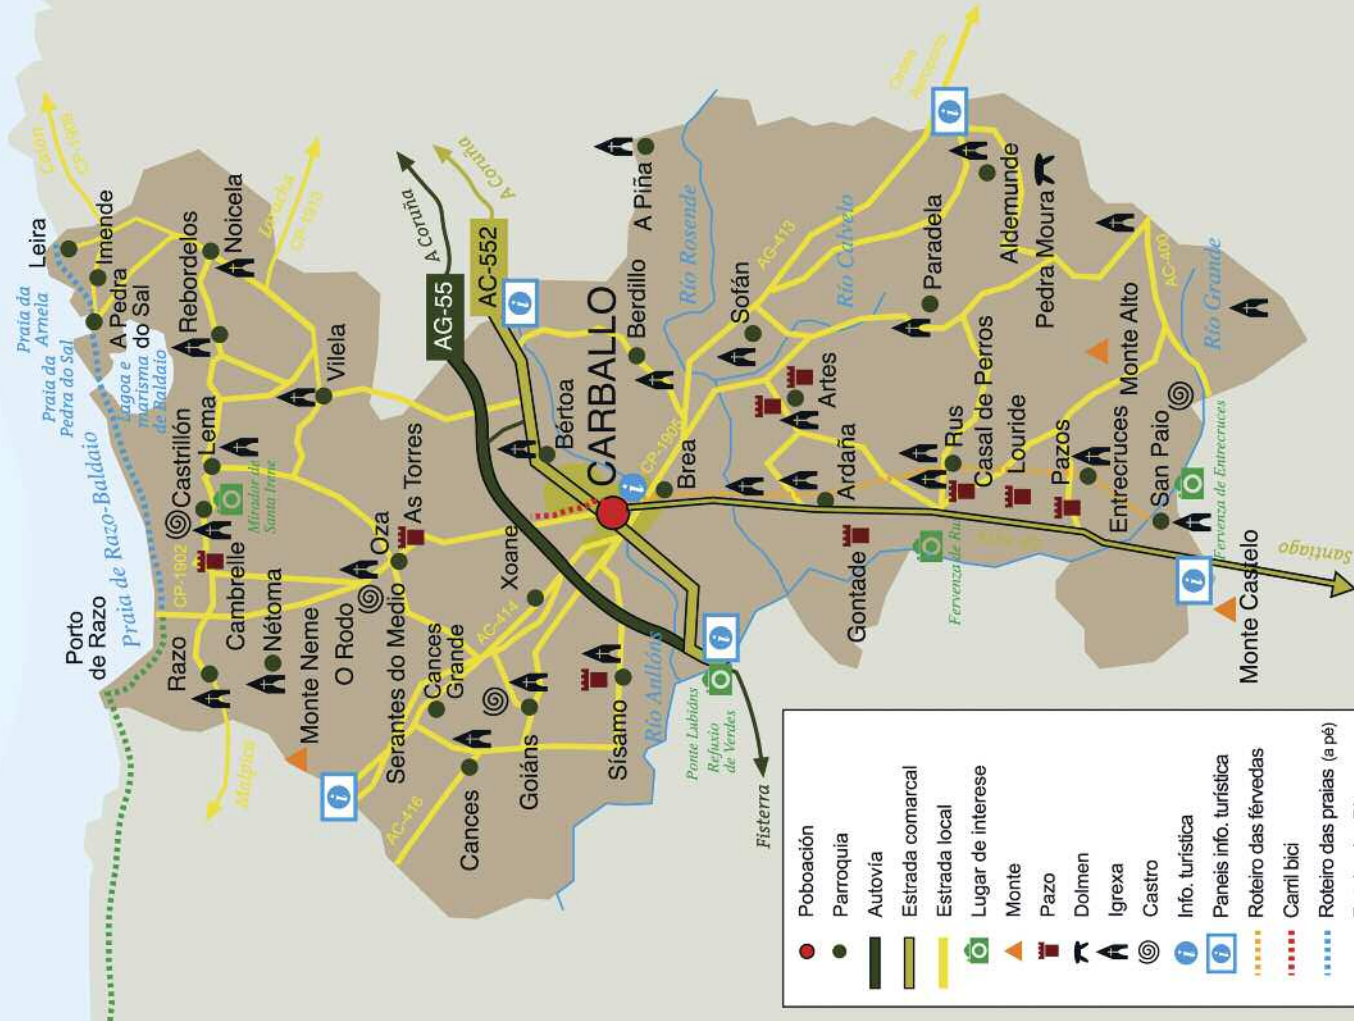 Leira
Praia da
Arnela
Praia da
Pedra do Sal
Imende
A Pedra
do Sal
Lagoa e
marisma
de Baldaio
Caión
CP-1909
Rebordelos
Noicela
Laracha
CP-1913
Vilela
Praia de Razo-Baldaio
Castrillón
Lema
Mirador de
Santa Irene
Porto
de Razo
CP-1902
Razo
Cambrelle
Nétoma
Malpica
Monte Neme
O Rodo
Oza
As Torres
Serantes do Medio
Cances
Grande
Xoane
AC-414
AC-416
Cances
Goiáns
Sísamo
A Coruña
AG-55
A Coruña
AC-552
Bértoa
CARBALLO
CP-1905
Brea
Berdillo
A Piña
Río Rosende
Sofán
AG-413
Río Calvelo
Artes
Ardaña
Paradela
Aldemunde
Pedra Moura
AC-400
Río Grande
Monte Alto
Rus
Casal de Perros
Louride
Pazos
Entrecruces
San Paio
Gontade
Fervenza de Rus
Fervenza de Entrecruces
Monte Castelo
Santiago
Río Anllóns
Ponte Lubiáns
Refuxio
de Verdes
Fisterra
Poboación
Parroquia
Autovía
Estrada comarcal
Estrada local
Lugar de interese
Monte
Pazo
Dolmen
Igrexa
Castro
Info. turística
Paneis info. turística
Roteiro das férvedas
Carril bici
Roteiro das praias (a pé)